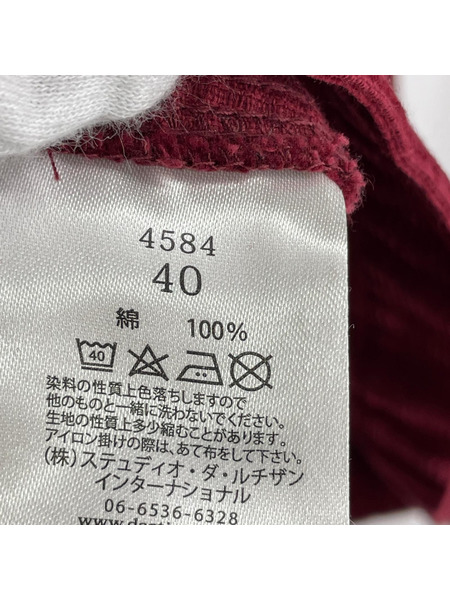 4584
40
綿 100%
40
染料の性質上色落ちしますので
他のものと一緒に洗わないでください。
生地の性質上多少縮むことがあります。
アイロン掛けの際は、あて布をして下さい。
(株)ステュディオ・ダ・ルチザン
インターナショナル
06-6536-6328